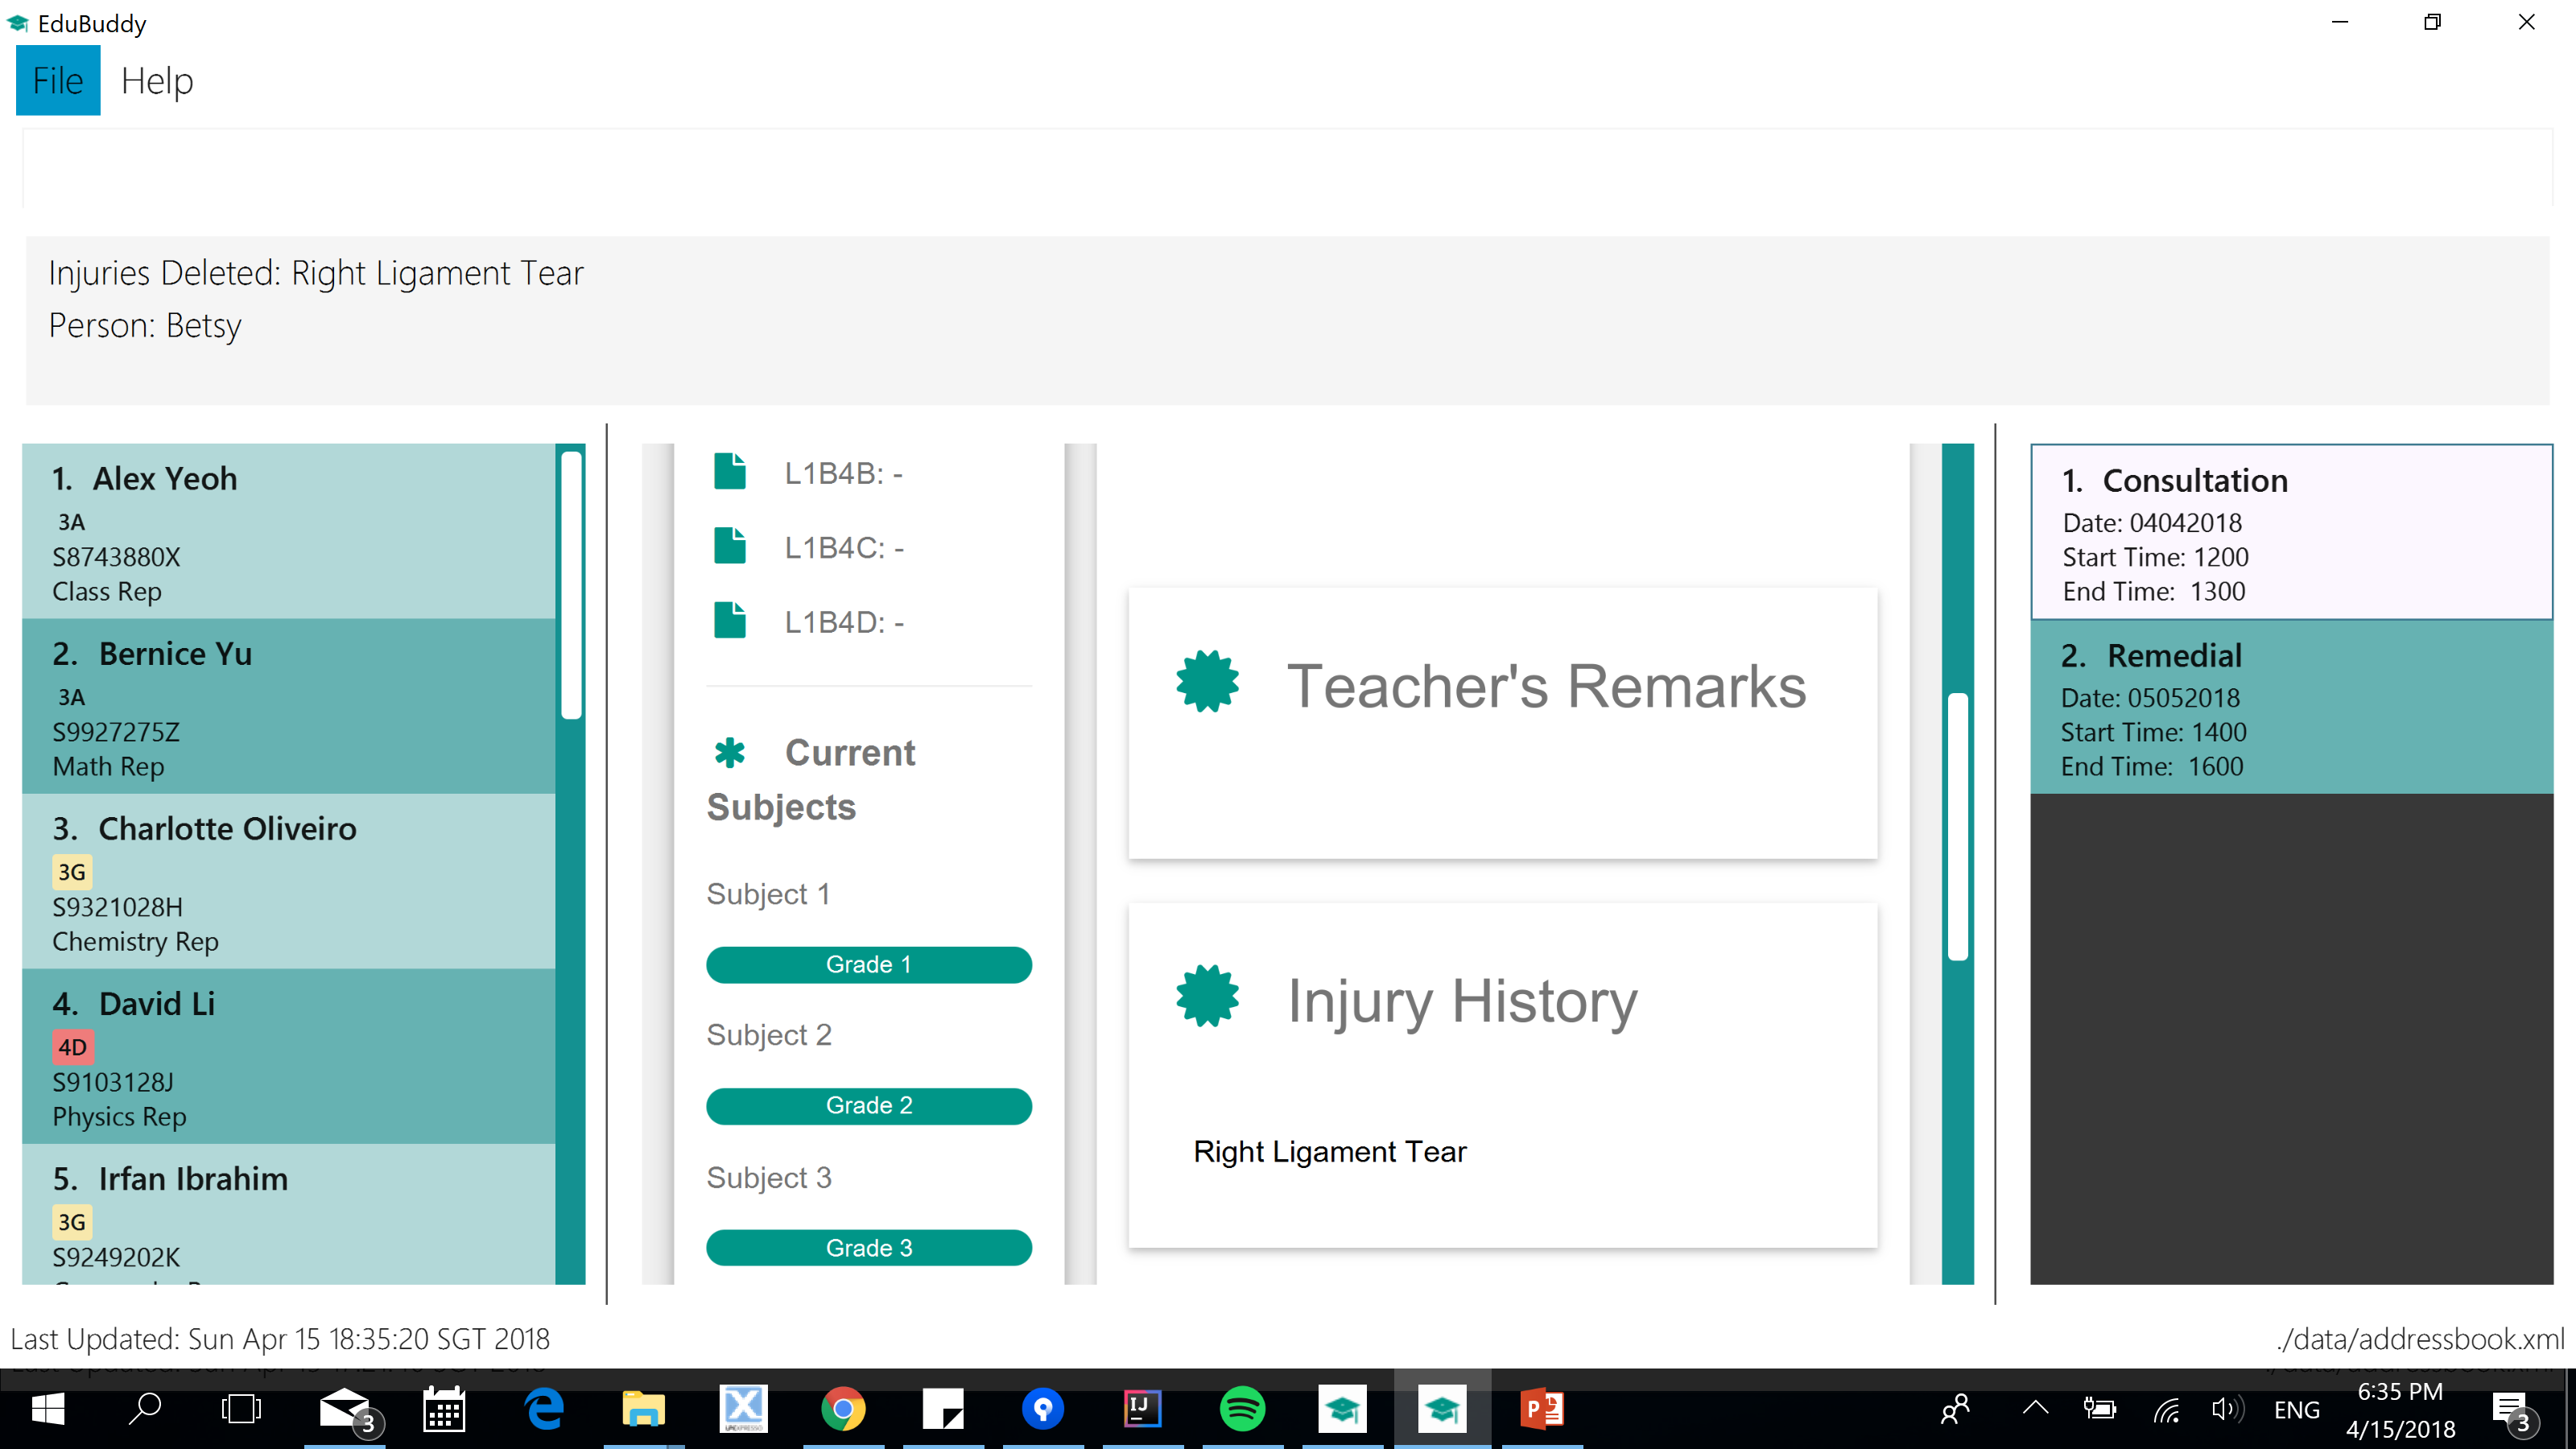 EduBuddy
File Help
Injuries Deleted: Right Ligament Tear
Person: Betsy
1. Alex Yeoh
3A
S8743880X
Class Rep
2. Bernice Yu
3A
S9927275Z
Math Rep
3. Charlotte Oliveiro
3G
S9321028H
Chemistry Rep
4. David Li
4D
S9103128J
Physics Rep
5. Irfan Ibrahim
3G
S9249202K
L1B4B: -
L1B4C: -
L1B4D: -
Current
Subjects
Subject 1
Grade 1
Subject 2
Grade 2
Subject 3
Grade 3
Teacher's Remarks
Injury History
Right Ligament Tear
1. Consultation
Date: 04042018
Start Time: 1200
End Time: 1300
2. Remedial
Date: 05052018
Start Time: 1400
End Time: 1600
Last Updated: Sun Apr 15 18:35:20 SGT 2018
./data/addressbook.xml
3
X
IJ
P
ENG
6:35 PM
4/15/2018
3